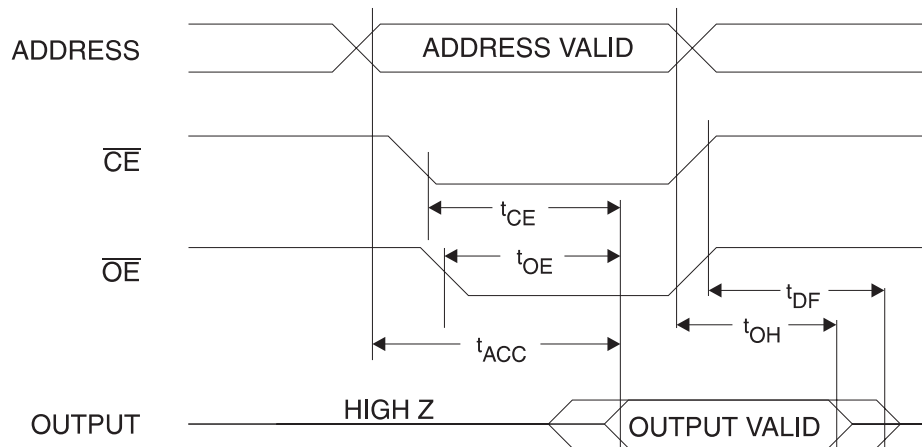 ADDRESS
ADDRESS VALID
CE
tCE
OE
tOE
tDF
tOH
tACC
OUTPUT
HIGH Z
OUTPUT VALID